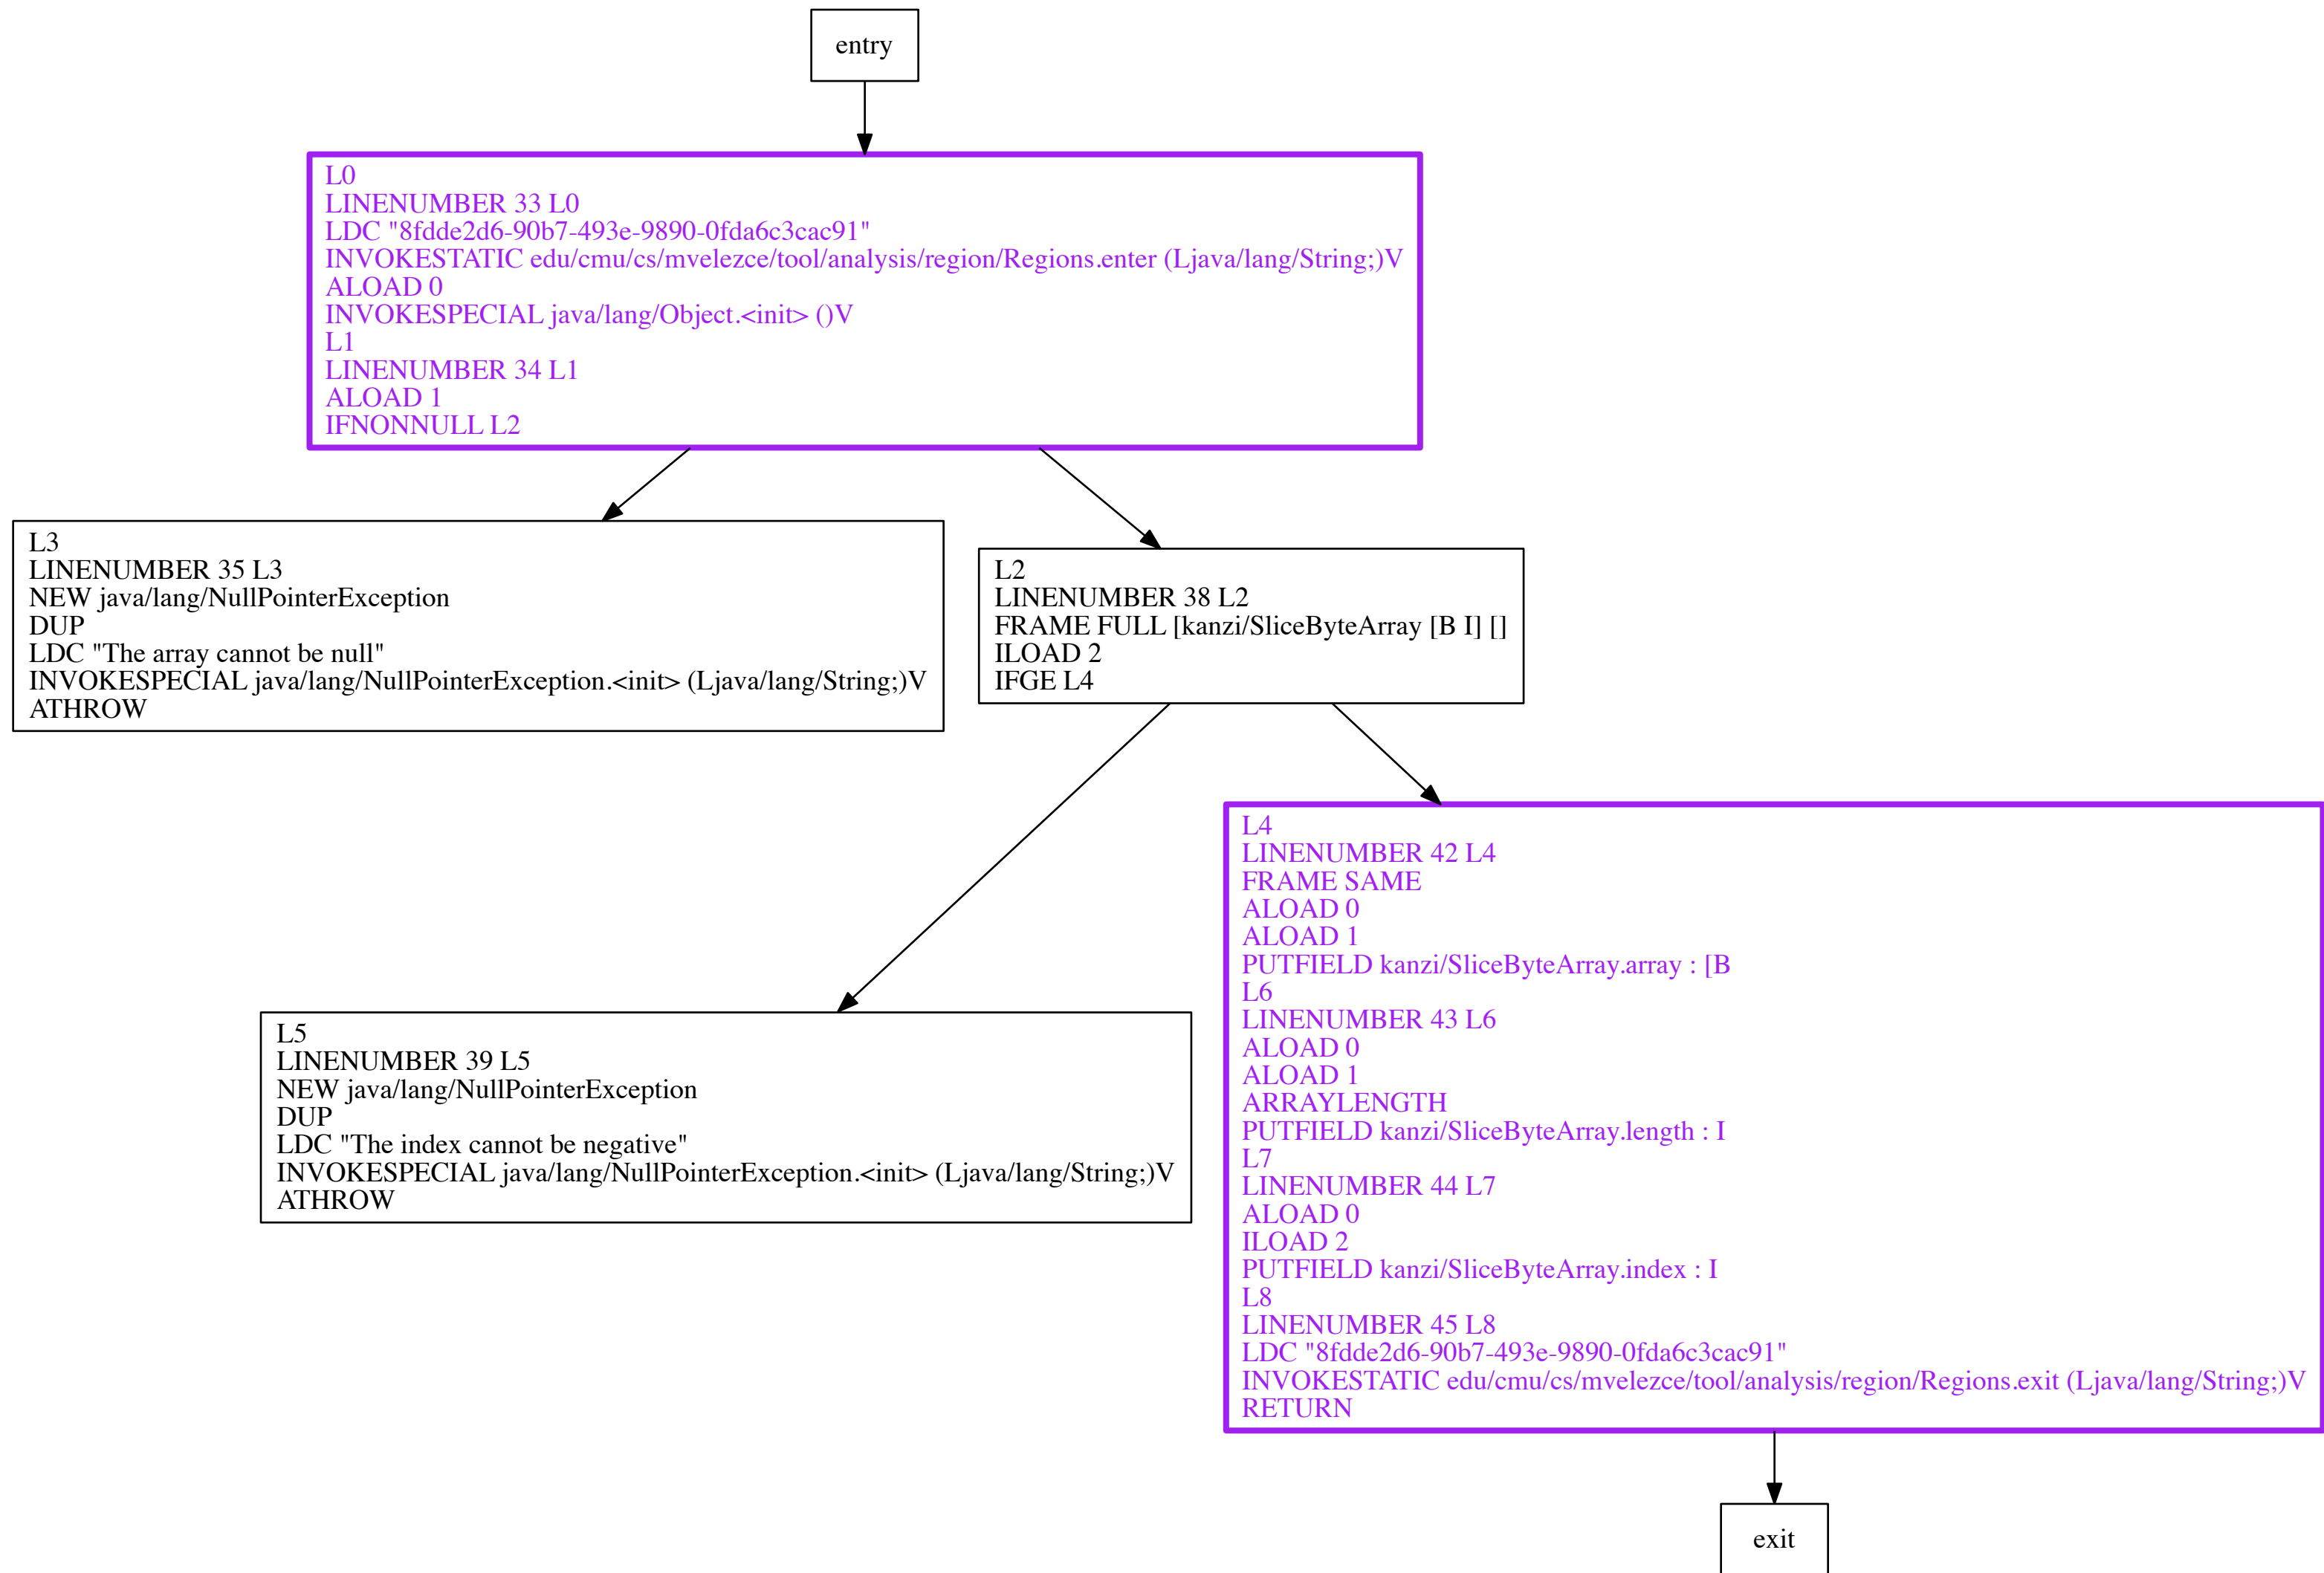 entry
L0
LINENUMBER 33 L0
LDC "8fdde2d6-90b7-493e-9890-0fda6c3cac91"
INVOKESTATIC edu/cmu/cs/mvelezce/tool/analysis/region/Regions.enter (Ljava/lang/String;)V
ALOAD 0
INVOKESPECIAL java/lang/Object.<init> ()V
L1
LINENUMBER 34 L1
ALOAD 1
IFNONNULL L2
L3
LINENUMBER 35 L3
NEW java/lang/NullPointerException
DUP
LDC "The array cannot be null"
INVOKESPECIAL java/lang/NullPointerException.<init> (Ljava/lang/String;)V
ATHROW
L2
LINENUMBER 38 L2
FRAME FULL [kanzi/SliceByteArray [B I] []
ILOAD 2
IFGE L4
L5
LINENUMBER 39 L5
NEW java/lang/NullPointerException
DUP
LDC "The index cannot be negative"
INVOKESPECIAL java/lang/NullPointerException.<init> (Ljava/lang/String;)V
ATHROW
L4
LINENUMBER 42 L4
FRAME SAME
ALOAD 0
ALOAD 1
PUTFIELD kanzi/SliceByteArray.array : [B
L6
LINENUMBER 43 L6
ALOAD 0
ALOAD 1
ARRAYLENGTH
PUTFIELD kanzi/SliceByteArray.length : I
L7
LINENUMBER 44 L7
ALOAD 0
ILOAD 2
PUTFIELD kanzi/SliceByteArray.index : I
L8
LINENUMBER 45 L8
LDC "8fdde2d6-90b7-493e-9890-0fda6c3cac91"
INVOKESTATIC edu/cmu/cs/mvelezce/tool/analysis/region/Regions.exit (Ljava/lang/String;)V
RETURN
exit